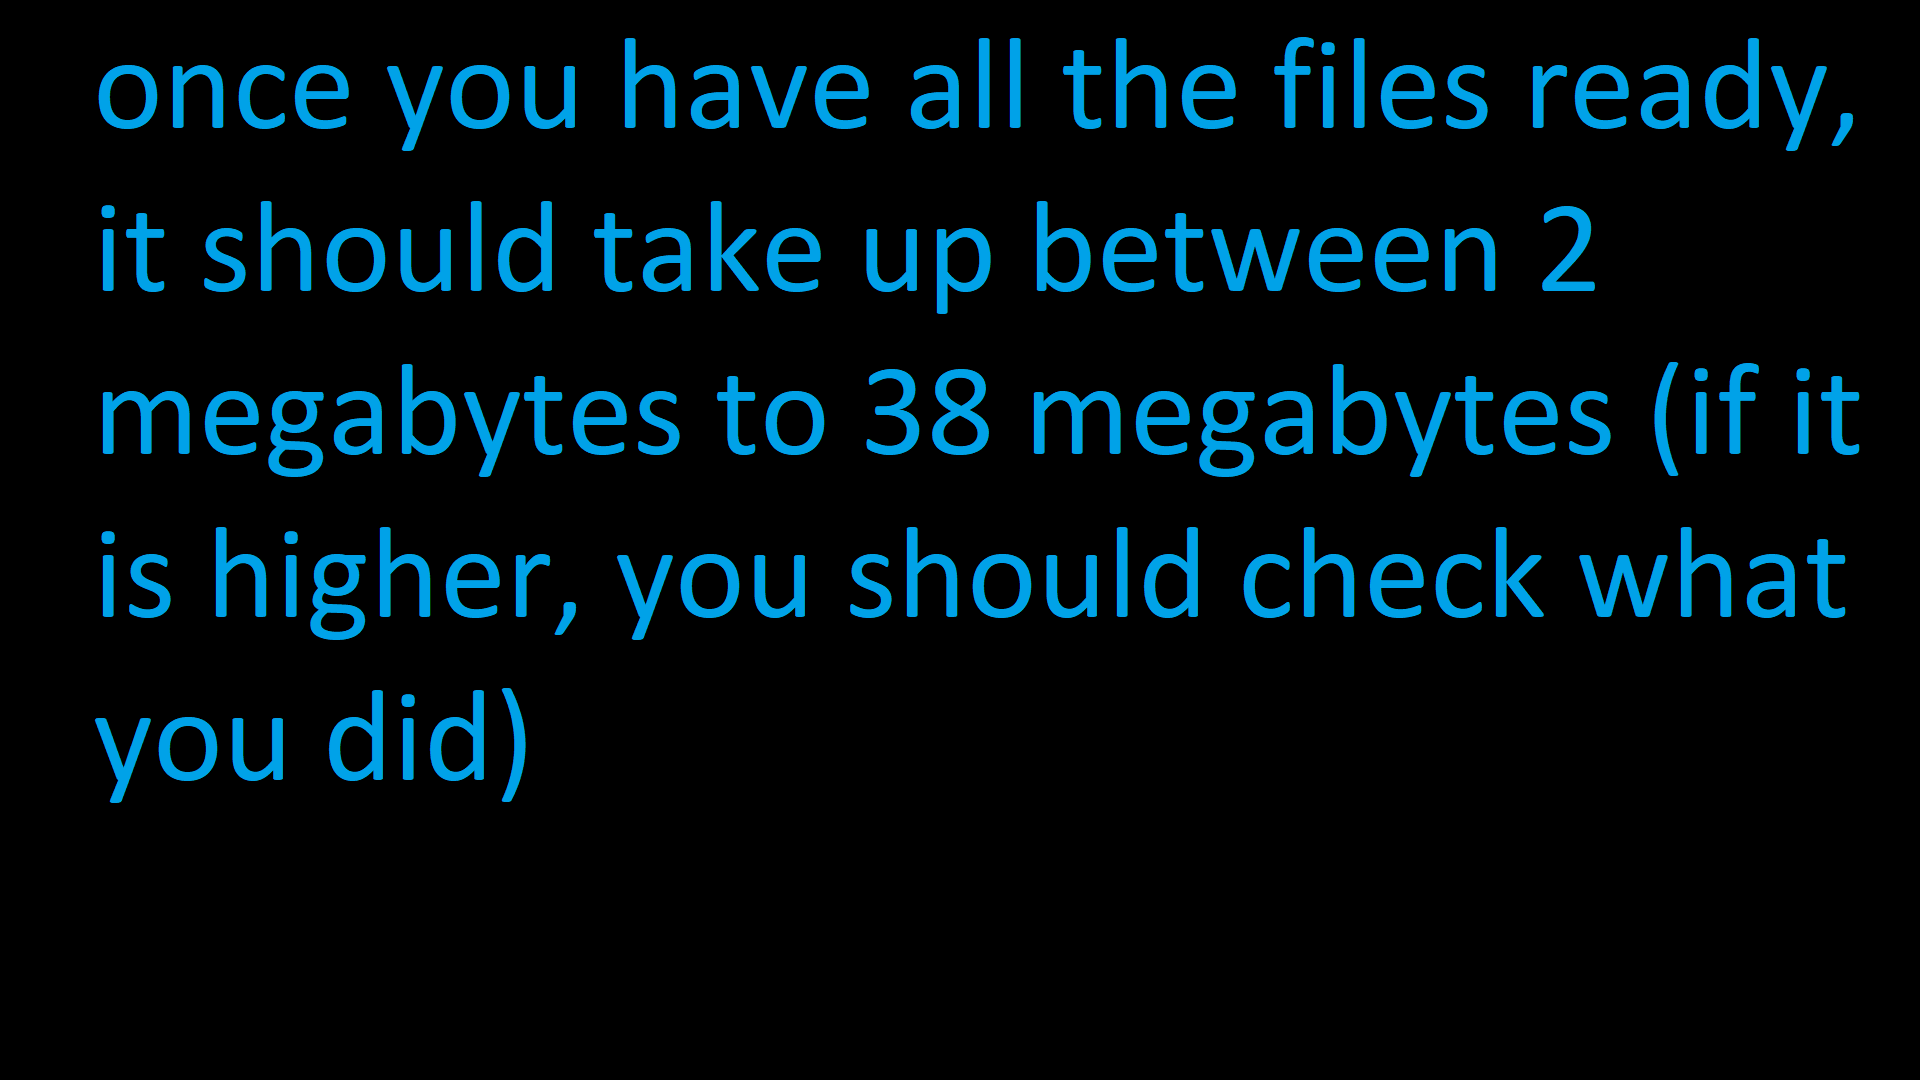 once you have all the files ready,
it should take up between 2
megabytes to 38 megabytes (if it
is higher, you should check what
you did)